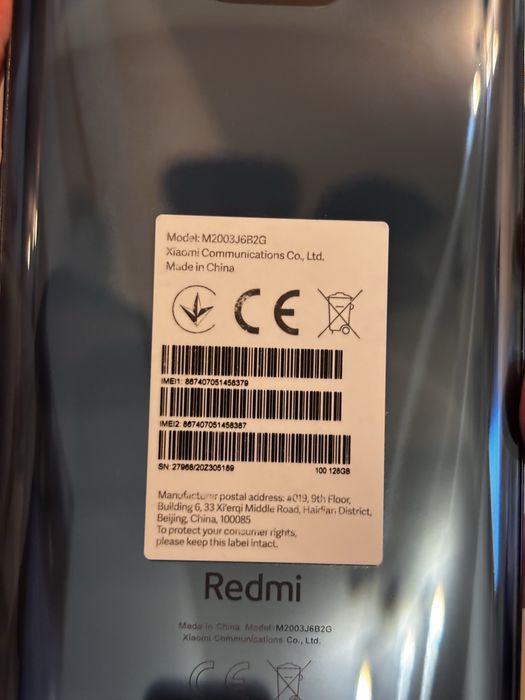 Model: M2003J6B2G
Xiaomi Communications Co., Ltd.
Made in China
CE
IMEI1: 867407051458379
IMEI2: 867407051458387
SN: 27968/20Z305189
100 128GB
Manufacturer postal address: #019, 9th Floor,
Building 6, 33 Xi'erqi Middle Road, Haidian District,
Beijing, China, 100085
To protect your consumer rights,
please keep this label intact.
Redmi
Made in China Model: M2003J6B2G
Xiaomi Communications Co., Ltd.
CE